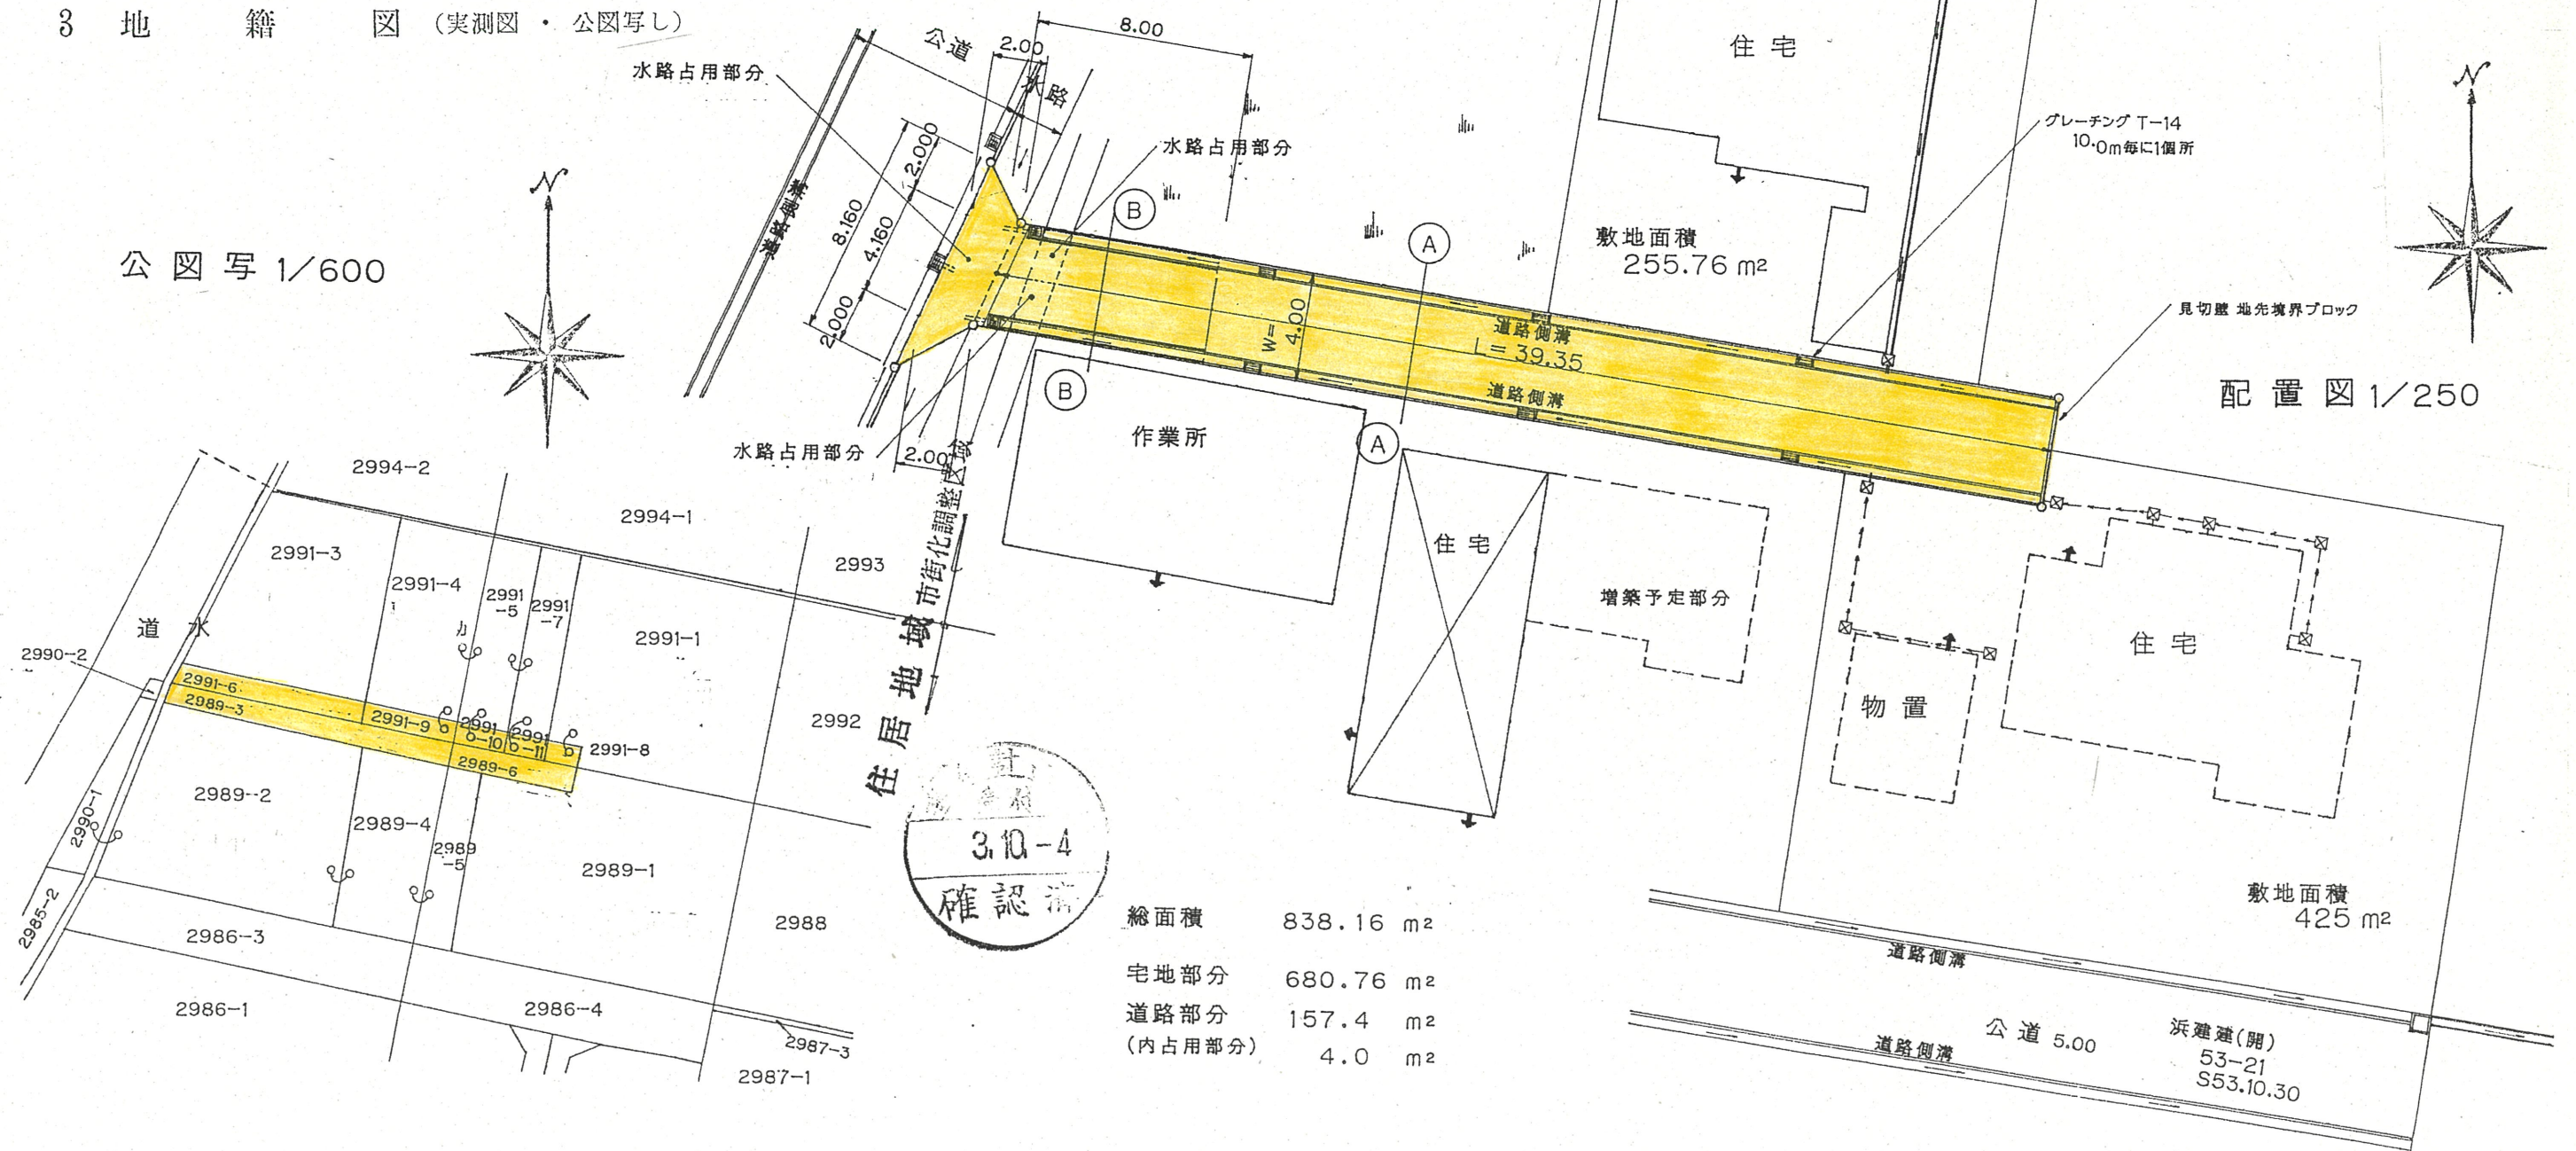 3 地 籍 図 (実測図 ・ 公図写し)
公図写 1/600
N
2994-2
2994-1
2993
2991-3
2991-4
2991
-5
2991
-7
2991-1
道 水
2990-2
2991-6
2989-3
2991-9
2991
-10
2991
-11
2991-8
2989-6
2992
2990-1
2989-2
2989-4
2989
-5
2989-1
2988
2985-2
2986-3
2986-1
2986-4
2987-3
2987-1
公道
水路
8.00
2.00
水路占用部分
水路占用部分
水路占用部分
道路側溝
8.160
2.000
4.160
2.000
2.00
B
B
A
A
W=
4.00
道路側溝
L=39.35
道路側溝
住宅
敷地面積
255.76 m²
グレーチング T-14
10.0m毎に1個所
見切壁 地先境界ブロック
N
配置図 1/250
作業所
住宅
増築予定部分
物置
住宅
敷地面積
425 m²
市街化調整区域
住居地域
3.10.-4
確認済
総面積 838.16 m²
宅地部分 680.76 m²
道路部分 157.4 m²
(内占用部分) 4.0 m²
道路側溝
公道 5.00
道路側溝
浜建建(開)
53-21
S53.10.30